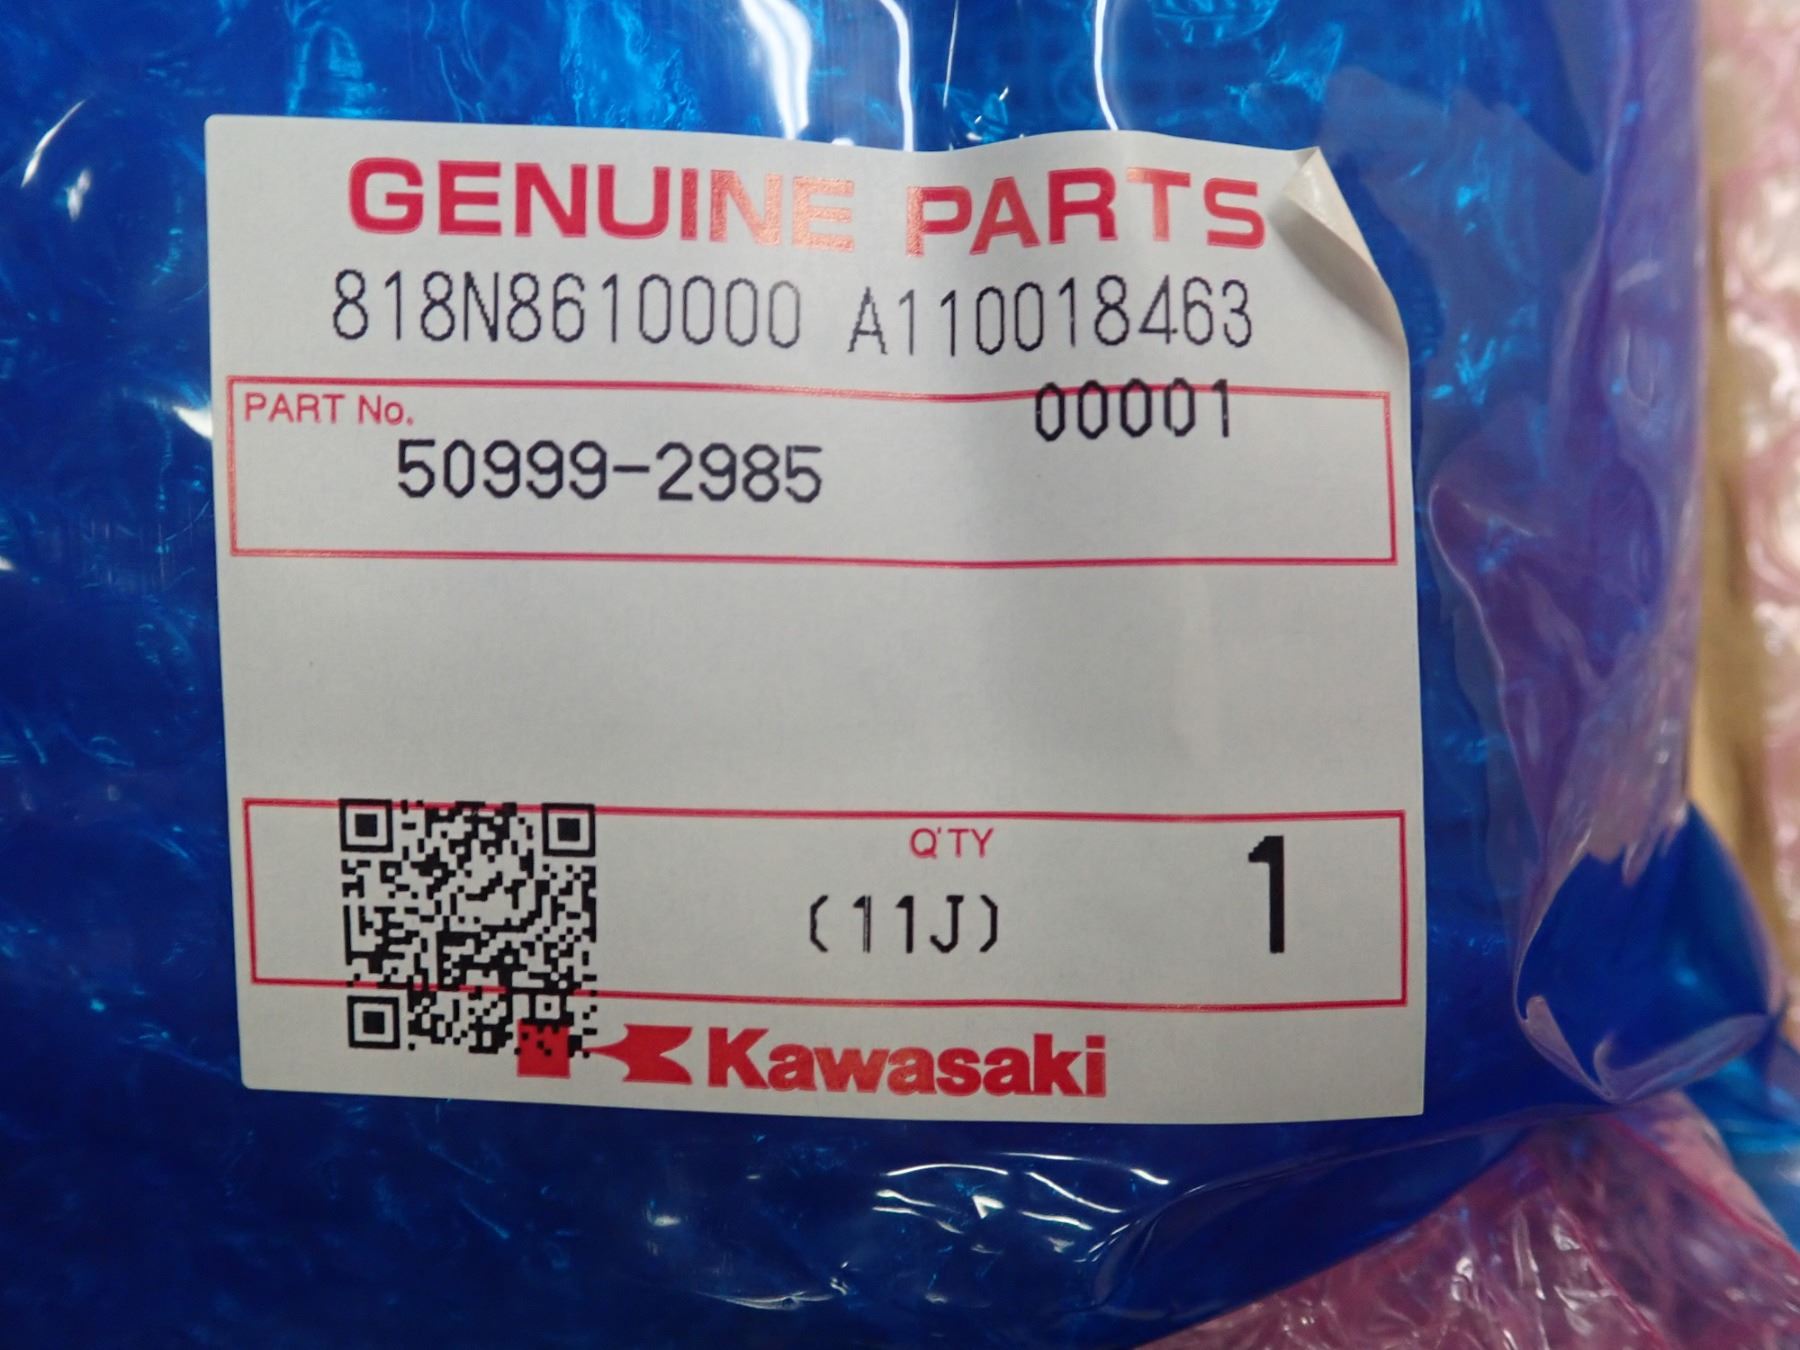 GENUINE PARTS
818N8610000 A110018463
00001
PART No.
50999-2985
Q'TY
(11J) 1
Kawasaki